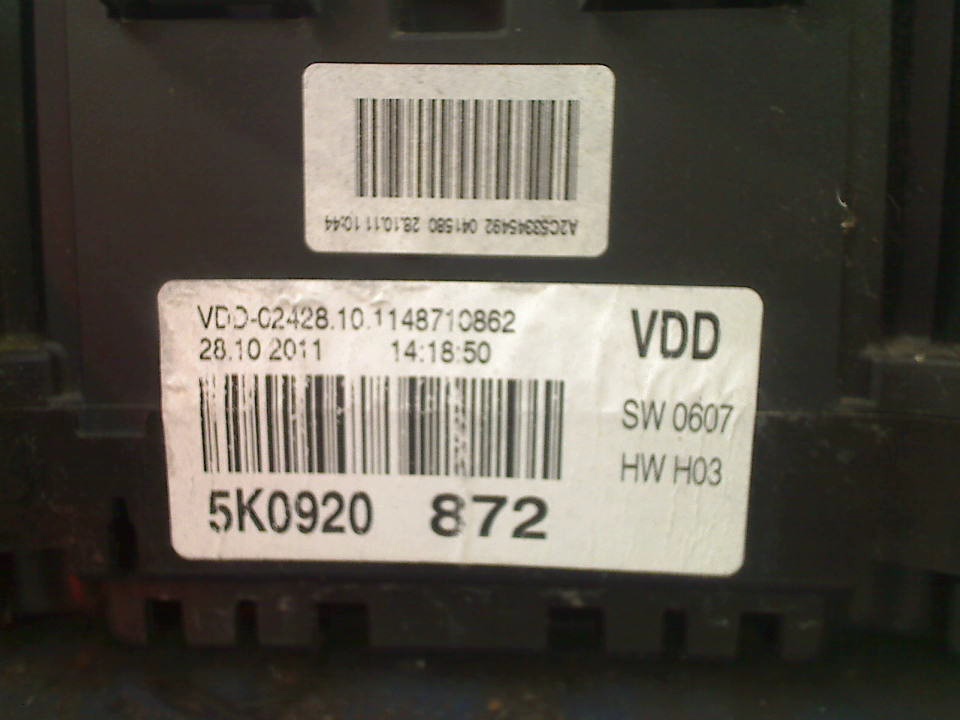 A2C53345492 041580 28.10.11 10:44
VDD-02428.10.1148710862
28.10.2011 14:18:50
VDD
SW 0607
HW H03
5K0920 872